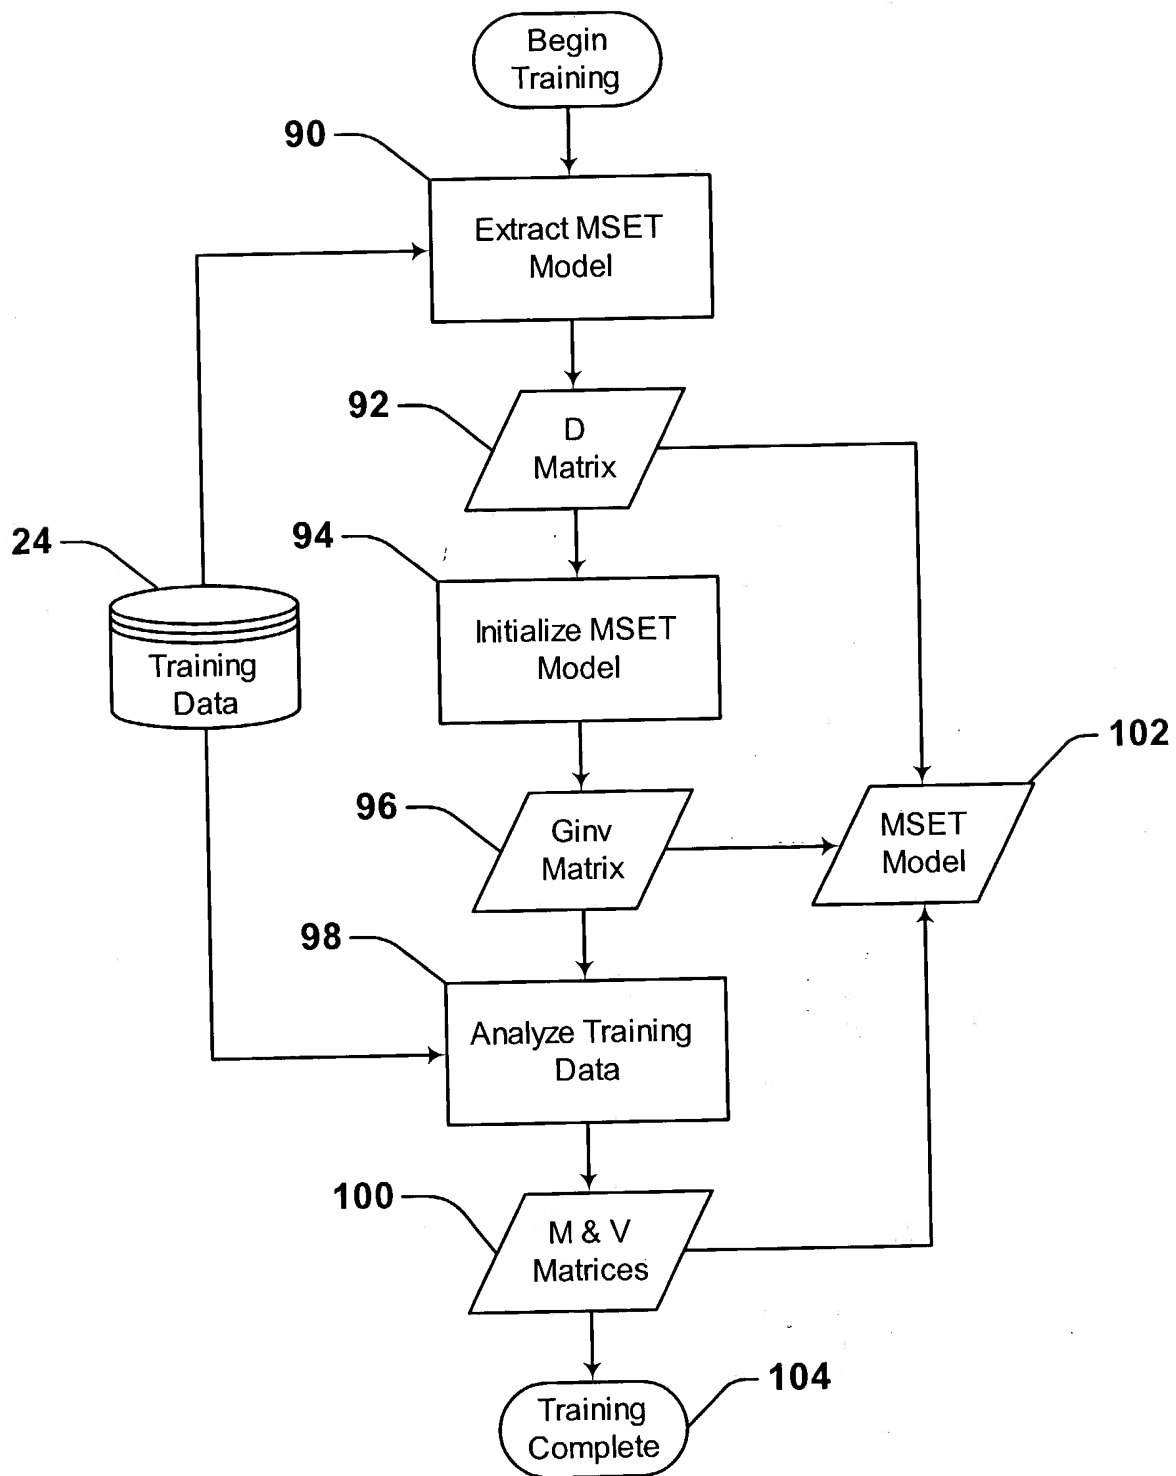 Begin
Training
90
Extract MSET
Model
92
D
Matrix
24
94
Training
Data
Initialize MSET
Model
102
96
Ginv
Matrix
MSET
Model
98
Analyze Training
Data
100
M & V
Matrices
104
Training
Complete